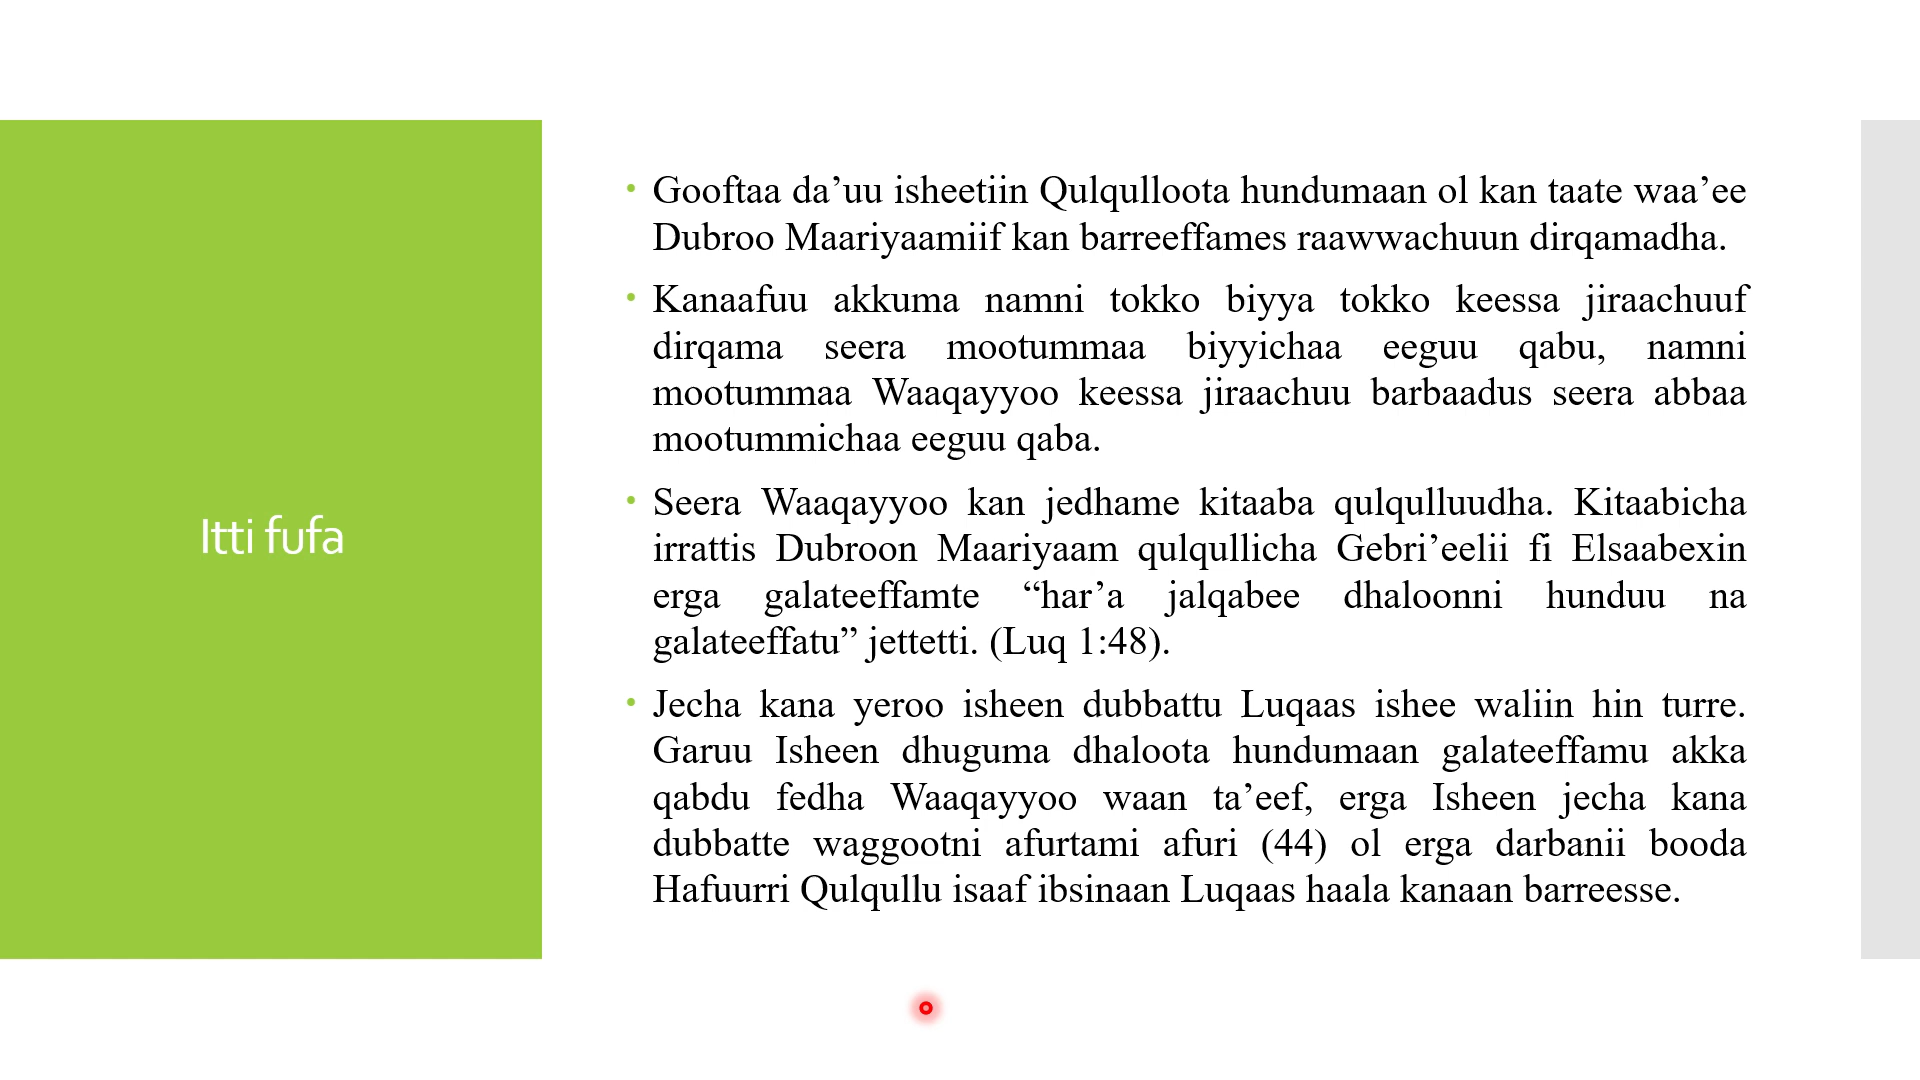 Itti fufa
• Gooftaa da’uu isheetiin Qulqulloota hundumaan ol kan taate waa’ee
Dubroo Maariyaamiif kan barreeffames raawwachuun dirqamadha.
• Kanaafuu akkuma namni tokko biyya tokko keessa jiraachuuf
dirqama seera mootummaa biyyichaa eeguu qabu, namni
mootummaa Waaqayyoo keessa jiraachuu barbaadus seera abbaa
mootummichaa eeguu qaba.
• Seera Waaqayyoo kan jedhame kitaaba qulqulluudha. Kitaabicha
irrattis Dubroon Maariyaam qulqullicha Gebri’eelii fi Elsaabexin
erga galateeffamte “har’a jalqabee dhaloonni hunduu na
galateeffatu” jettetti. (Luq 1:48).
• Jecha kana yeroo isheen dubbattu Luqaas ishee waliin hin turre.
Garuu Isheen dhuguma dhaloota hundumaan galateeffamu akka
qabdu fedha Waaqayyoo waan ta’eef, erga Isheen jecha kana
dubbatte waggootni afurtami afuri (44) ol erga darbanii booda
Hafuurri Qulqullu isaaf ibsinaan Luqaas haala kanaan barreesse.